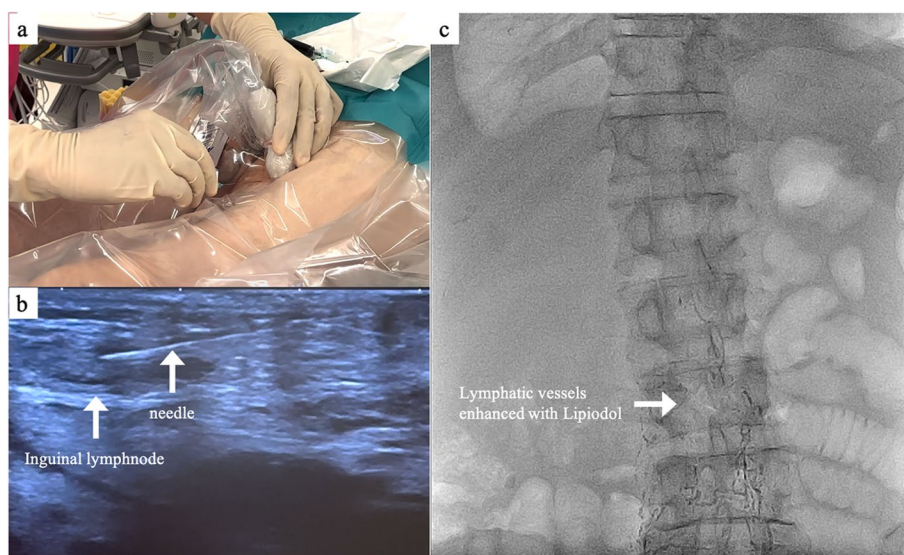 a
b
needle
Inguinal lymphnode
c
Lymphatic vessels
enhanced with Lipiodol